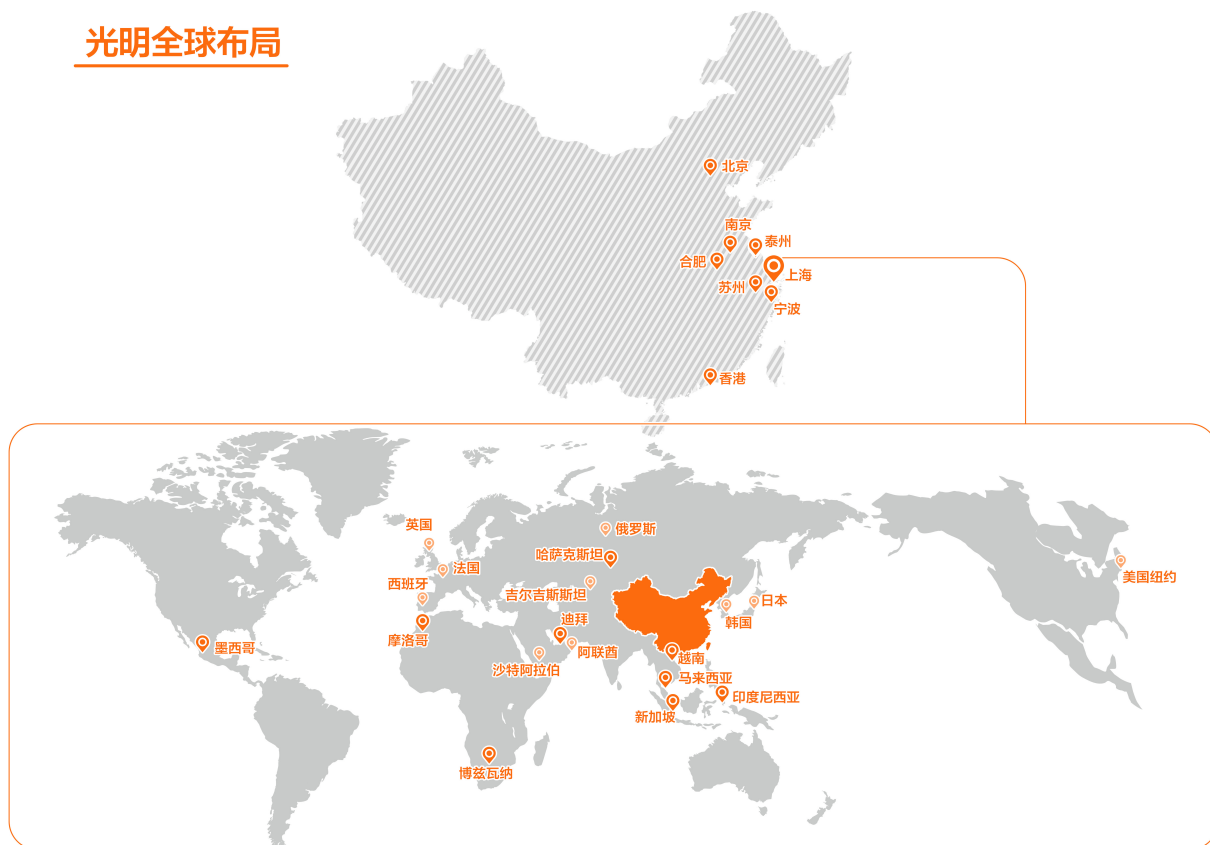 光明全球布局
北京
南京
泰州
合肥
上海
苏州
宁波
香港
英国
俄罗斯
哈萨克斯坦
法国
美国纽约
西班牙
吉尔吉斯斯坦
日本
韩国
迪拜
摩洛哥
墨西哥
阿联酋
越南
沙特阿拉伯
马来西亚
印度尼西亚
新加坡
博兹瓦纳